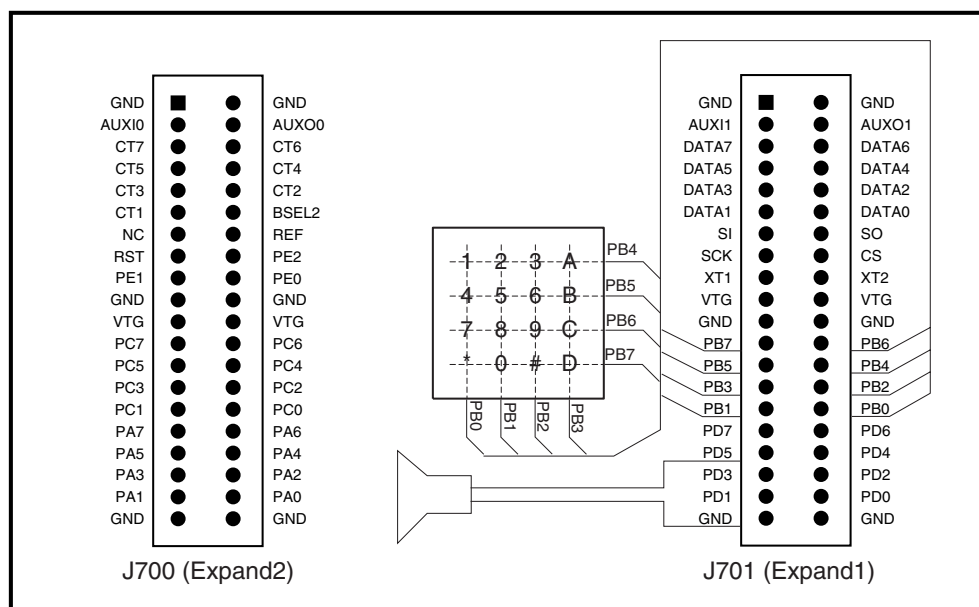 GND GND
AUXI0 AUXO0
CT7 CT6
CT5 CT4
CT3 CT2
CT1 BSEL2
NC REF
RST PE2
PE1 PE0
GND GND
VTG VTG
PC7 PC6
PC5 PC4
PC3 PC2
PC1 PC0
PA7 PA6
PA5 PA4
PA3 PA2
PA1 PA0
GND GND
J700 (Expand2)
1 2 3 A PB4
4 5 6 B PB5
7 8 9 C PB6
* 0 # D PB7
PB0 PB1 PB2 PB3
GND GND
AUXI1 AUXO1
DATA7 DATA6
DATA5 DATA4
DATA3 DATA2
DATA1 DATA0
SI SO
SCK CS
XT1 XT2
VTG VTG
GND GND
PB7 PB6
PB5 PB4
PB3 PB2
PB1 PB0
PD7 PD6
PD5 PD4
PD3 PD2
PD1 PD0
GND GND
J701 (Expand1)